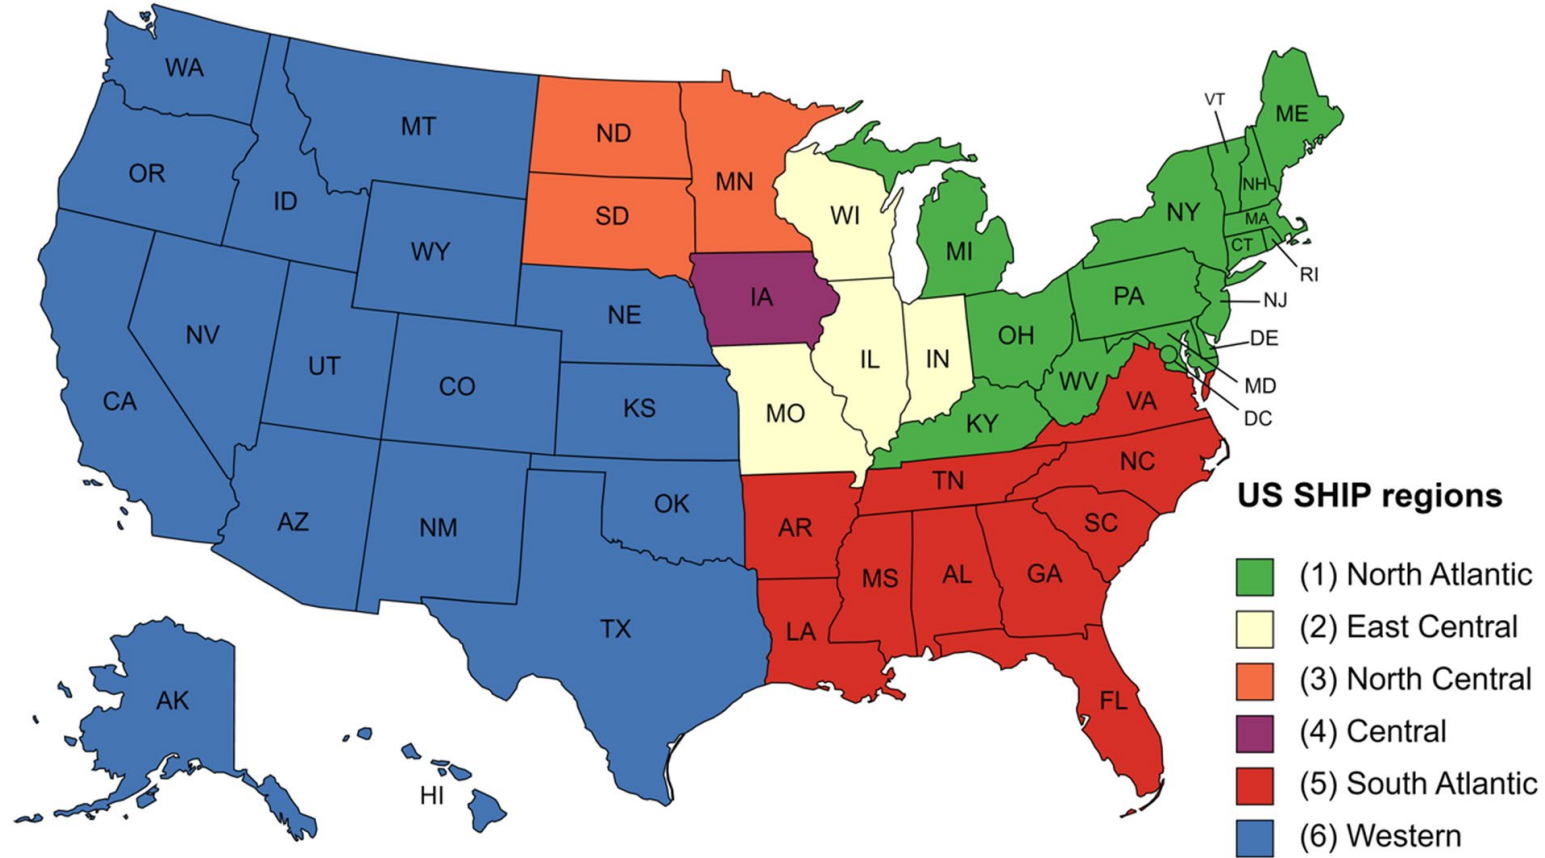 WA
MT
ND
MN
OR
ID
SD
WI
WY
MI
VT
ME
NH
NY
MA
CT
RI
IA
NE
PA
NJ
NV
UT
CO
IL
IN
OH
DE
CA
KS
MO
WV
MD
KY
VA
DC
TN
NC
AZ
NM
OK
AR
SC
MS
AL
GA
TX
LA
FL
AK
HI
US SHIP regions
(1) North Atlantic
(2) East Central
(3) North Central
(4) Central
(5) South Atlantic
(6) Western